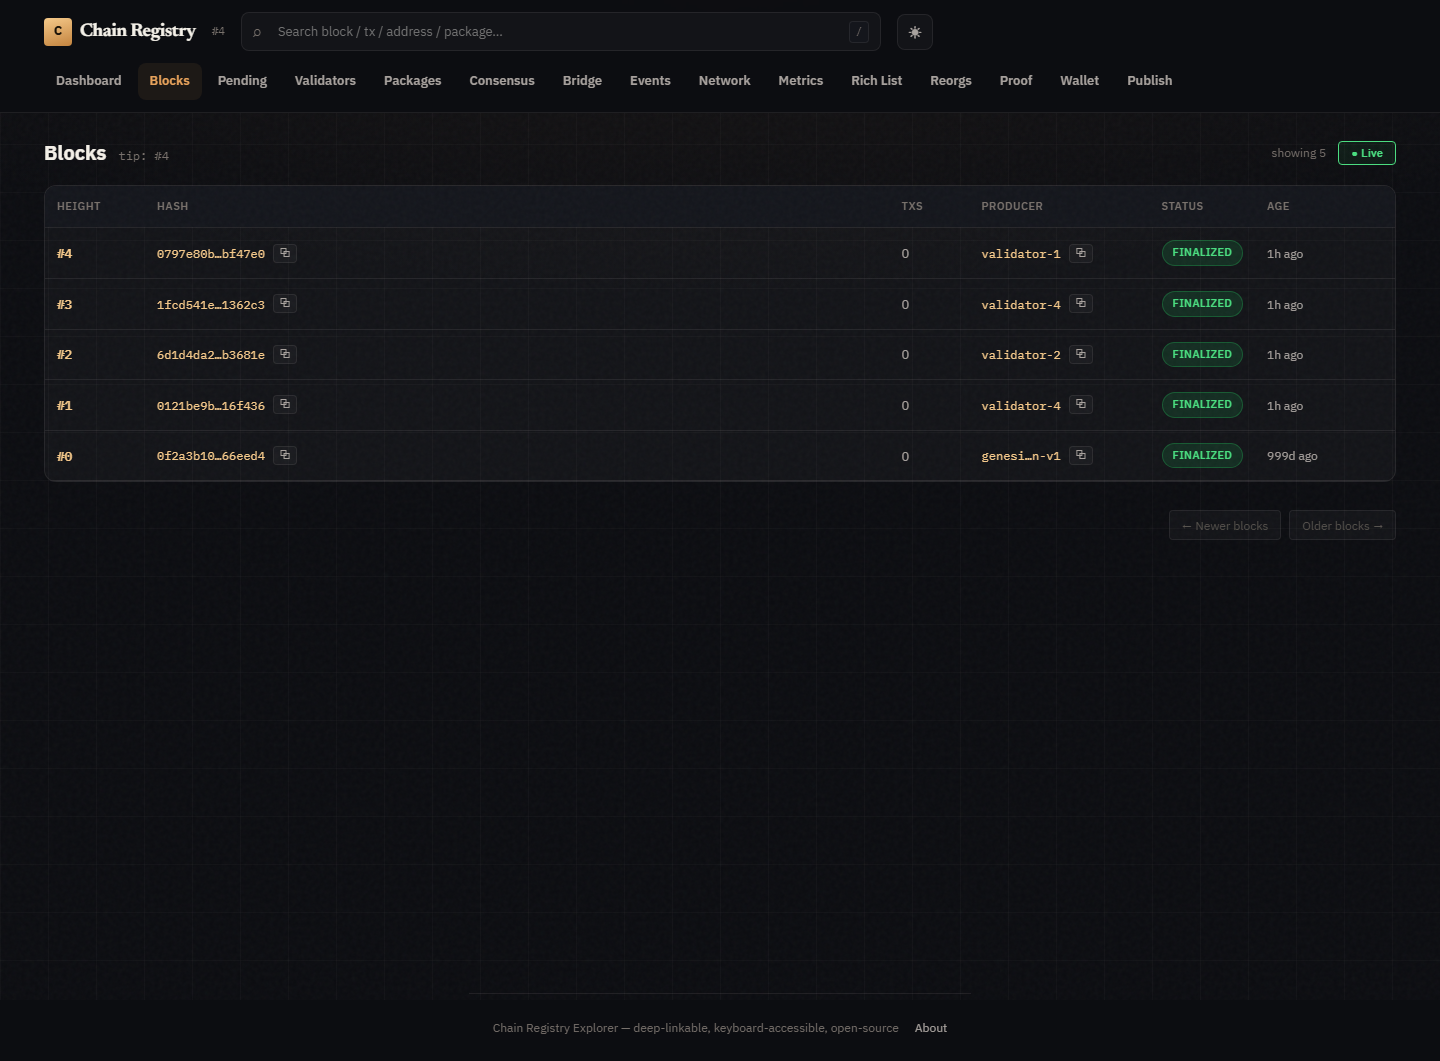 C Chain Registry #4 Search block / tx / address / package... /
Dashboard Blocks Pending Validators Packages Consensus Bridge Events Network Metrics Rich List Reorgs Proof Wallet Publish
Blocks tip: #4 showing 5 Live
HEIGHT HASH TXS PRODUCER STATUS AGE
#4 0797e80b…bf47e0 0 validator-1 FINALIZED 1h ago
#3 1fcd541e…1362c3 0 validator-4 FINALIZED 1h ago
#2 6d1d4da2…b3681e 0 validator-2 FINALIZED 1h ago
#1 0121be9b…16f436 0 validator-4 FINALIZED 1h ago
#0 0f2a3b10…66eed4 0 genesi…n-v1 FINALIZED 999d ago
← Newer blocks Older blocks →
Chain Registry Explorer — deep-linkable, keyboard-accessible, open-source About